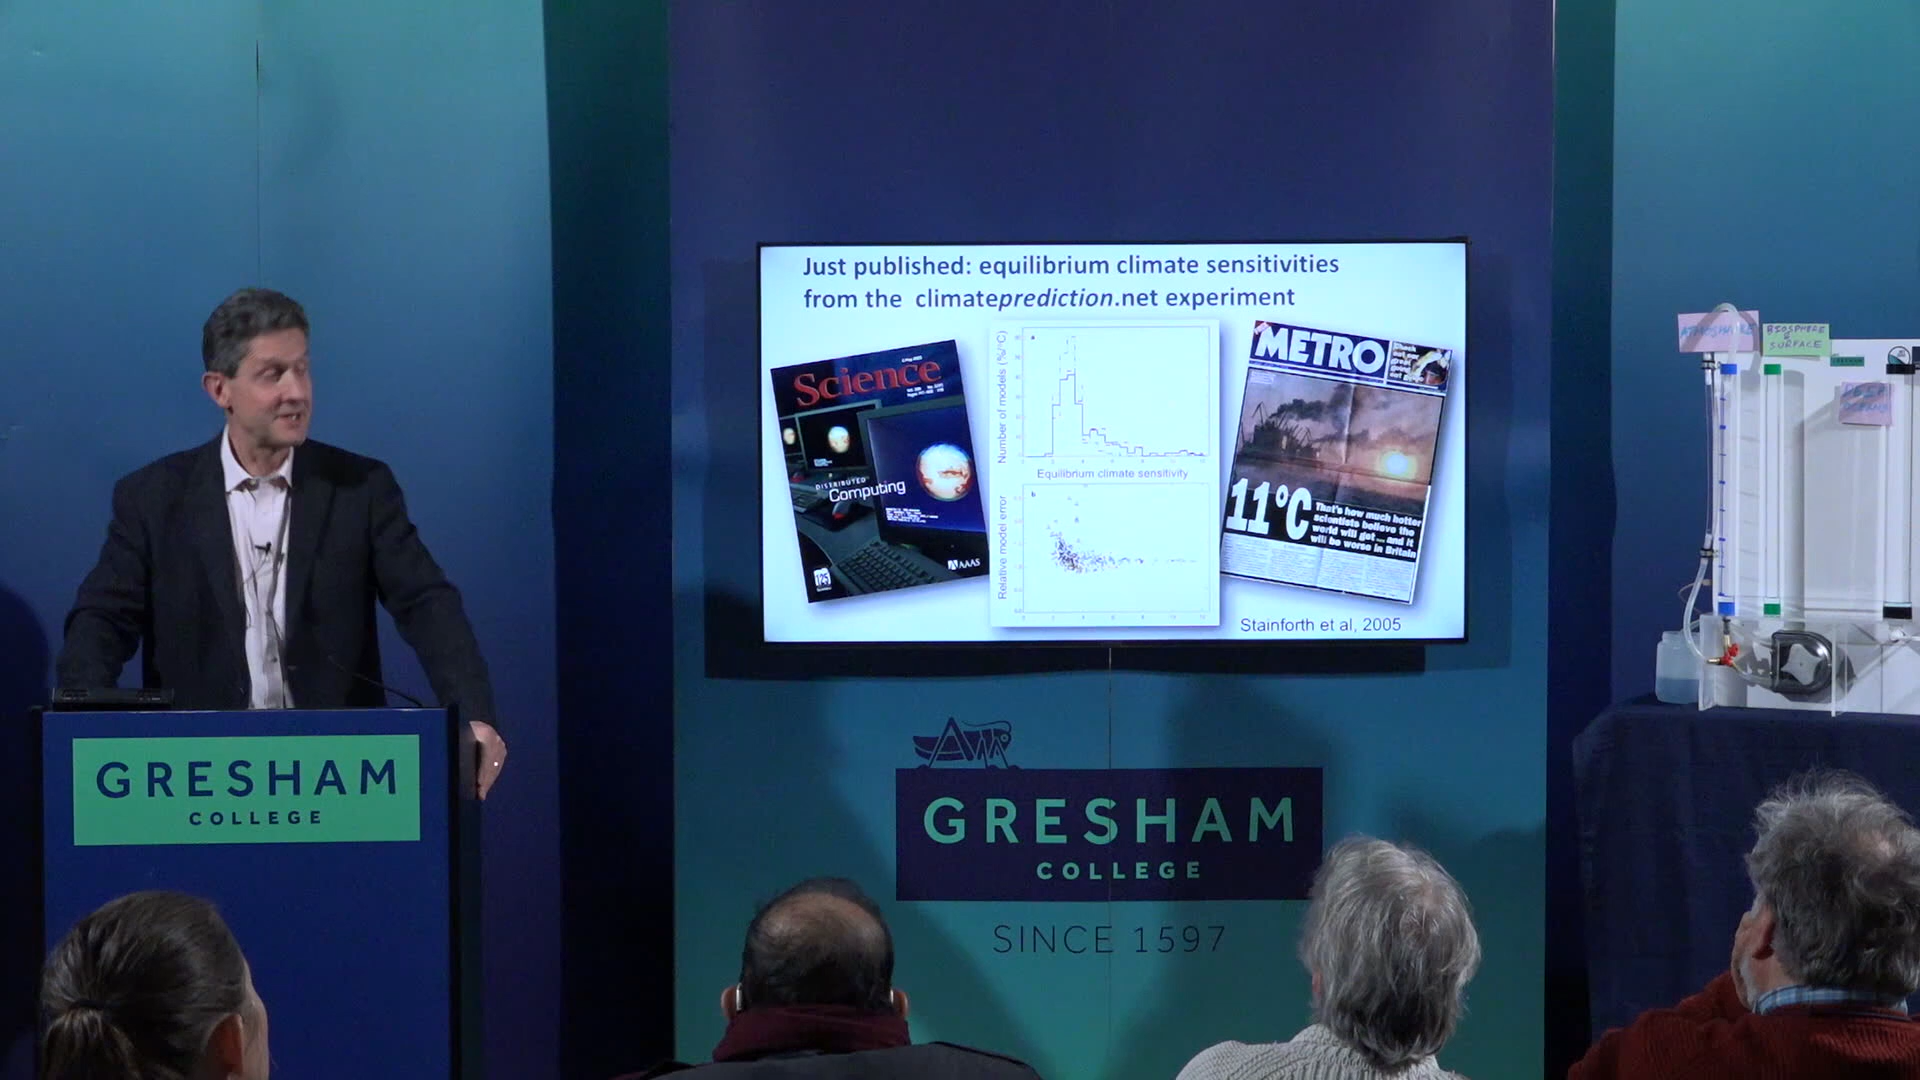 Just published: equilibrium climate sensitivities
from the climateprediction.net experiment
Science
DISTRIBUTED
Computing
AAAS
a
Number of models (%/°C)
Equilibrium climate sensitivity
b
Relative model error
METRO
11°C
That's how much hotter
scientists believe the
world will get ... and it
will be worse in Britain
Stainforth et al, 2005
ATMOSPHERE
BIOSPHERE
&
SURFACE
DEEP
OCEANS
GRESHAM
COLLEGE
GRESHAM
COLLEGE
SINCE 1597